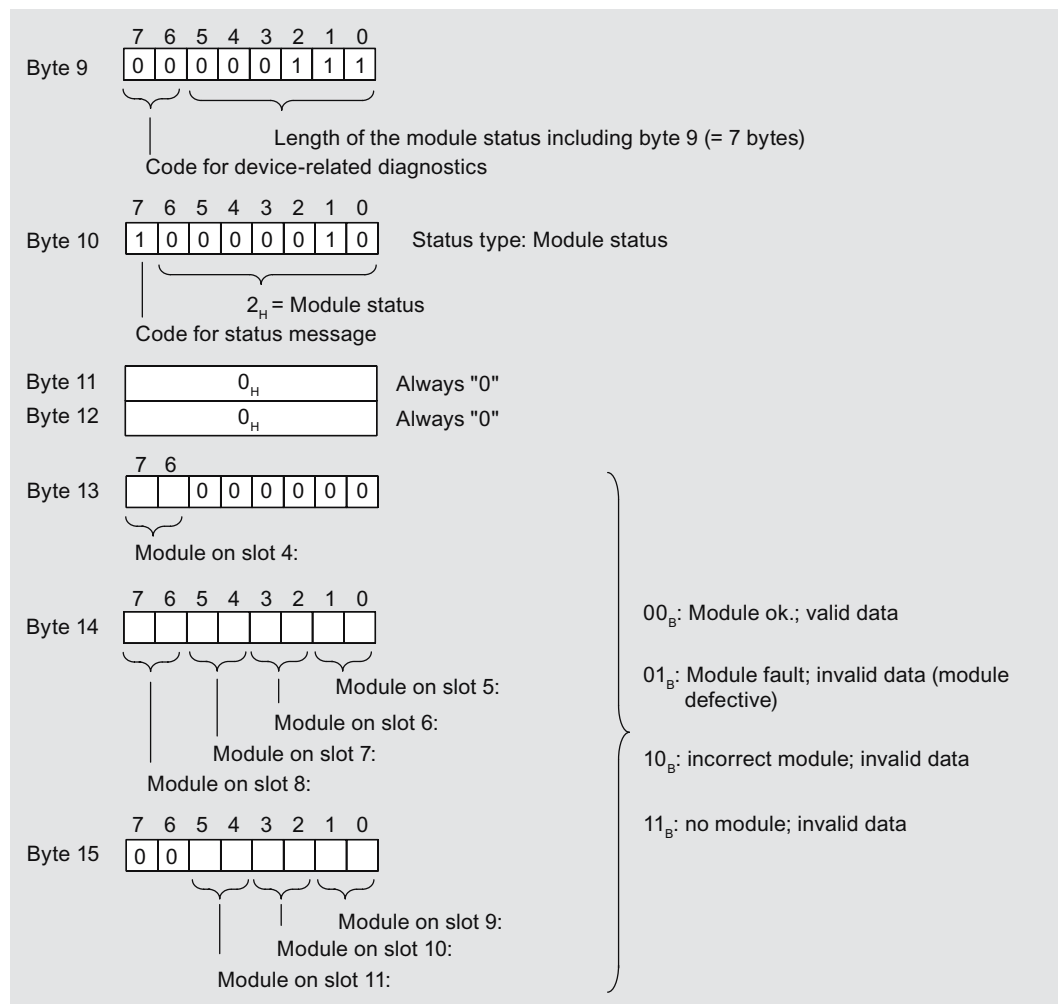 7 6 5 4 3 2 1 0
Byte 9 0 0 0 0 0 1 1 1
Length of the module status including byte 9 (= 7 bytes)
Code for device-related diagnostics
7 6 5 4 3 2 1 0
Byte 10 1 0 0 0 0 0 1 0 Status type: Module status
2H = Module status
Code for status message
Byte 11 0H Always "0"
Byte 12 0H Always "0"
7 6
Byte 13 0 0 0 0 0 0
Module on slot 4:
7 6 5 4 3 2 1 0
Byte 14
Module on slot 5:
Module on slot 6:
Module on slot 7:
Module on slot 8:
7 6 5 4 3 2 1 0
Byte 15 0 0
Module on slot 9:
Module on slot 10:
Module on slot 11:
00B: Module ok.; valid data
01B: Module fault; invalid data (module
defective)
10B: incorrect module; invalid data
11B: no module; invalid data